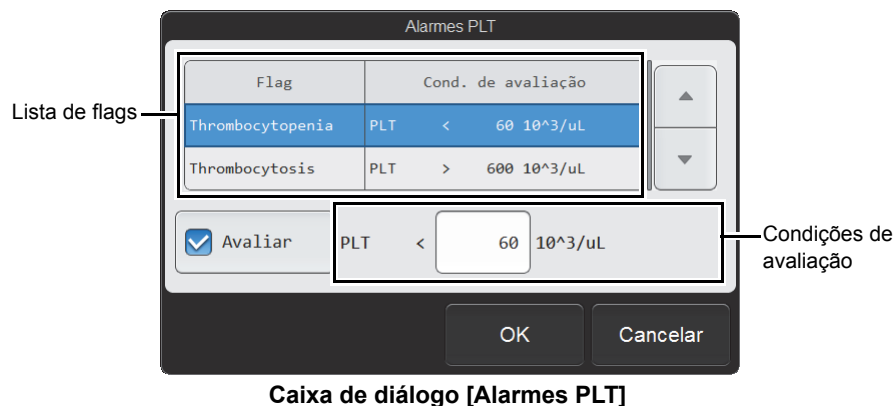 Alarmes PLT
Flag Cond. de avaliação
Lista de flags
Thrombocytopenia PLT < 60 10^3/uL
Thrombocytosis PLT > 600 10^3/uL
Avaliar PLT < 60 10^3/uL
Condições de
avaliação
OK Cancelar
Caixa de diálogo [Alarmes PLT]